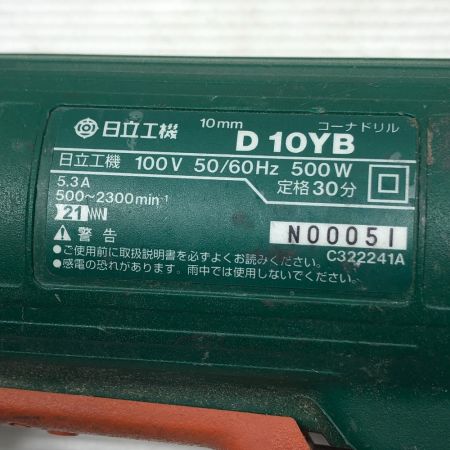 日立工機 10mm D 10YB コーナドリル
日立工機 100V 50/60Hz 500W
5.3A 定格30分
500~2300min⁻¹
21
警告 N00051
●ご使用前に取扱説明書を必ずよくお読みください。 C322241A
●感電の恐れがあります。雨中では使用しないでください。